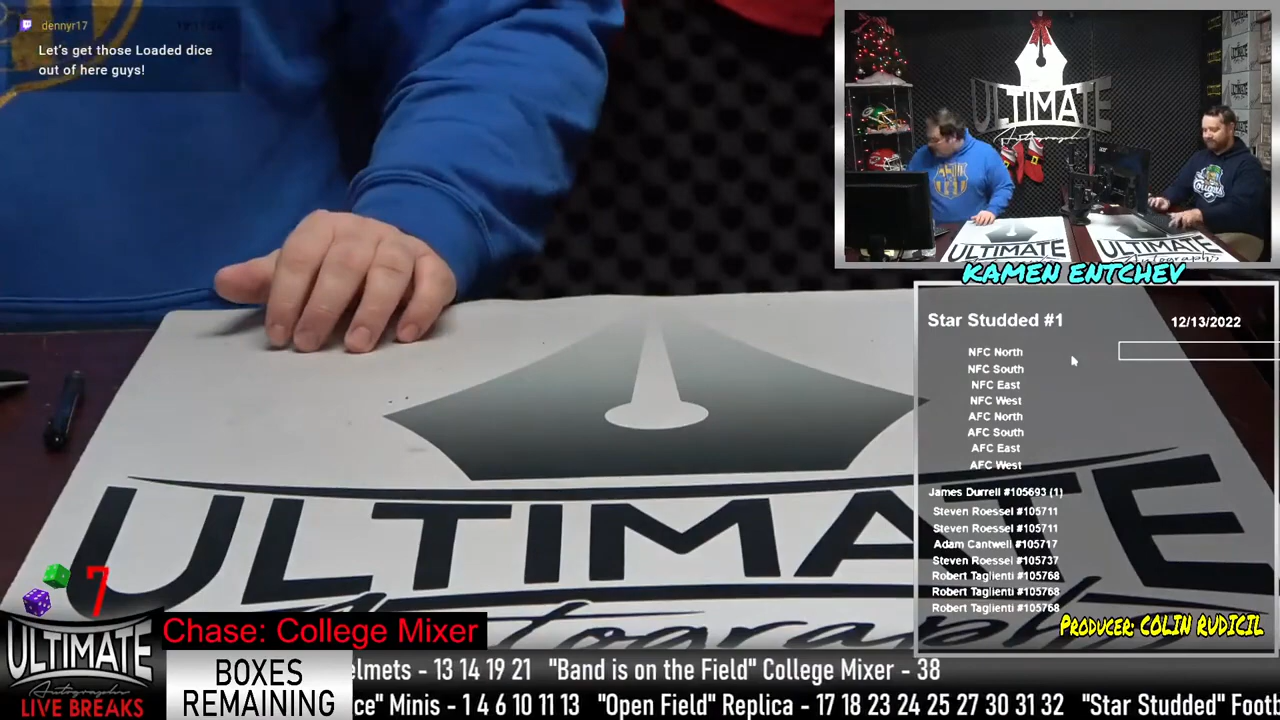 dennyr17
Let's get those Loaded dice
out of here guys!
ULTIMATE
Autographs
ULTIMATE
ULTIMATE
KAMEN ENTCHEV
Star Studded #1
12/13/2022
NFC North
NFC South
NFC East
NFC West
AFC North
AFC South
AFC East
AFC West
James Durrell #105693 (1)
Steven Roessel #105711
Steven Roessel #105711
Adam Cantwell #105717
Steven Roessel #105737
Robert Taglienti #105768
Robert Taglienti #105768
Robert Taglienti #105768
Producer: COLIN RUDICIL
ULTIMATE
Autographs
7
ULTIMATE
Autographs
LIVE BREAKS
Chase: College Mixer
BOXES
REMAINING
elmets - 13 14 19 21 "Band is on the Field" College Mixer - 38
ce" Minis - 1 4 6 10 11 13 "Open Field" Replica - 17 18 23 24 25 27 30 31 32 "Star Studded" Footb